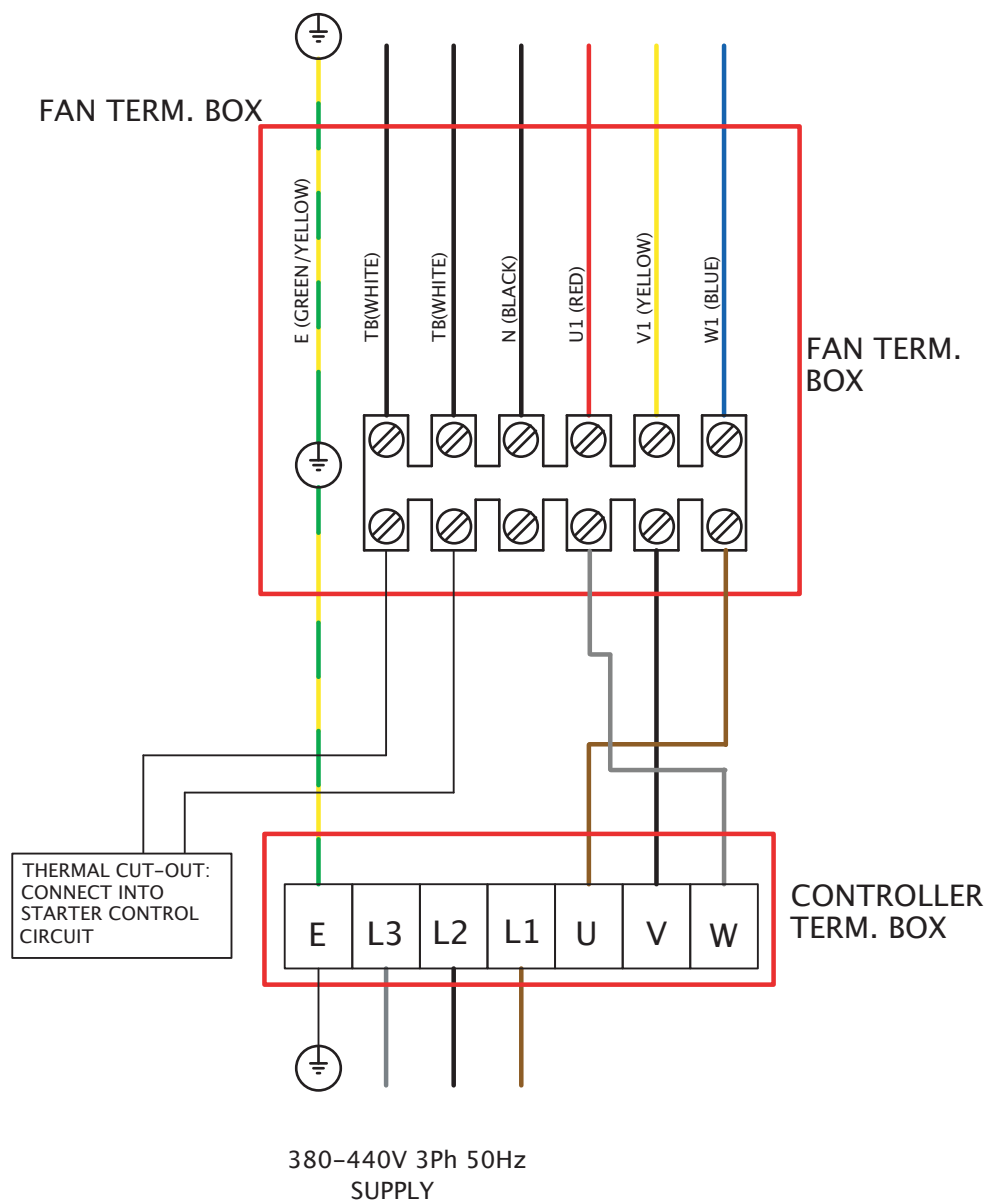 FAN TERM. BOX
E (GREEN/YELLOW)
TB(WHITE)
TB(WHITE)
N (BLACK)
U1 (RED)
V1 (YELLOW)
W1 (BLUE)
FAN TERM.
BOX
THERMAL CUT-OUT:
CONNECT INTO
STARTER CONTROL
CIRCUIT
E L3 L2 L1 U V W
CONTROLLER
TERM. BOX
380-440V 3Ph 50Hz
SUPPLY